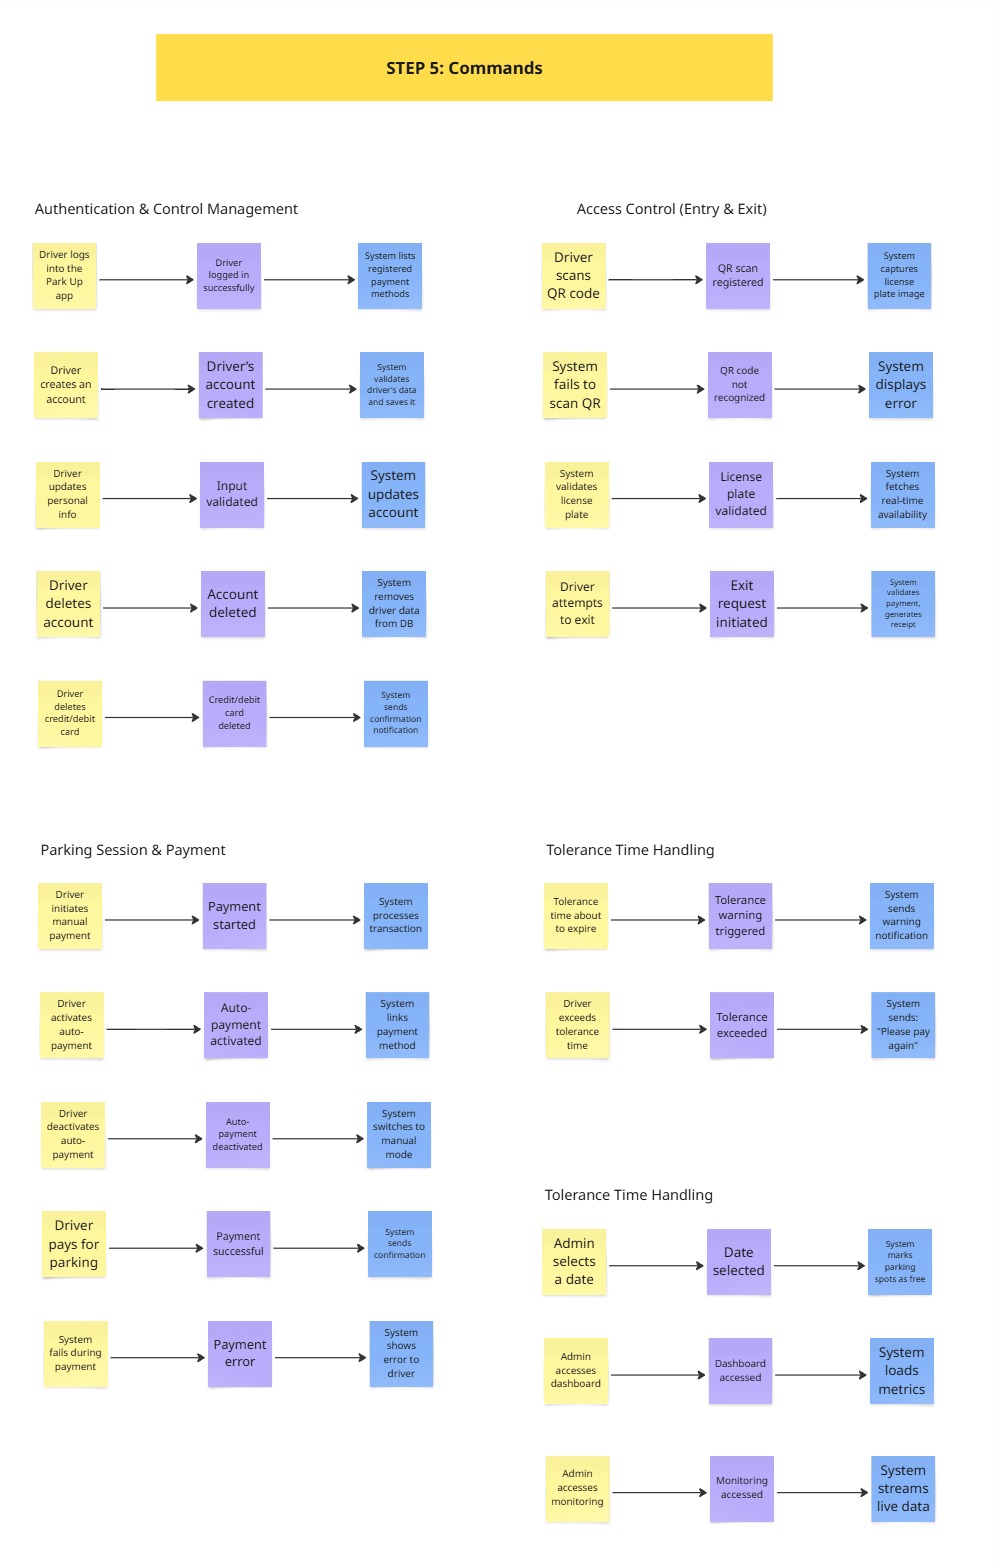 STEP 5: Commands
Authentication & Control Management
Driver logs
into the
Park Up
app
Driver
logged in
successfully
System lists
registered
payment
methods
Driver
creates an
account
Driver's
account
created
System
validates
driver's data
and saves it
Driver
updates
personal
info
Input
validated
System
updates
account
Driver
deletes
account
Account
deleted
System
removes
driver data
from DB
Driver
deletes
credit/debit
card
Credit/debit
card
deleted
System
sends
confirmation
notification
Access Control (Entry & Exit)
Driver
scans
QR code
QR scan
registered
System
captures
license
plate image
System
fails to
scan QR
QR code
not
recognized
System
displays
error
System
validates
license
plate
License
plate
validated
System
fetches
real-time
availability
Driver
attempts
to exit
Exit
request
initiated
System
validates
payment,
generates
receipt
Parking Session & Payment
Driver
initiates
manual
payment
Payment
started
System
processes
transaction
Driver
activates
auto-
payment
Auto-
payment
activated
System
links
payment
method
Driver
deactivates
auto-
payment
Auto-
payment
deactivated
System
switches to
manual
mode
Driver
pays for
parking
Payment
successful
System
sends
confirmation
System
fails during
payment
Payment
error
System
shows
error to
driver
Tolerance Time Handling
Tolerance
time about
to expire
Tolerance
warning
triggered
System
sends
warning
notification
Driver
exceeds
tolerance
time
Tolerance
exceeded
System
sends:
"Please pay
again"
Tolerance Time Handling
Admin
selects
a date
Date
selected
System
marks
parking
spots as free
Admin
accesses
dashboard
Dashboard
accessed
System
loads
metrics
Admin
accesses
monitoring
Monitoring
accessed
System
streams
live data